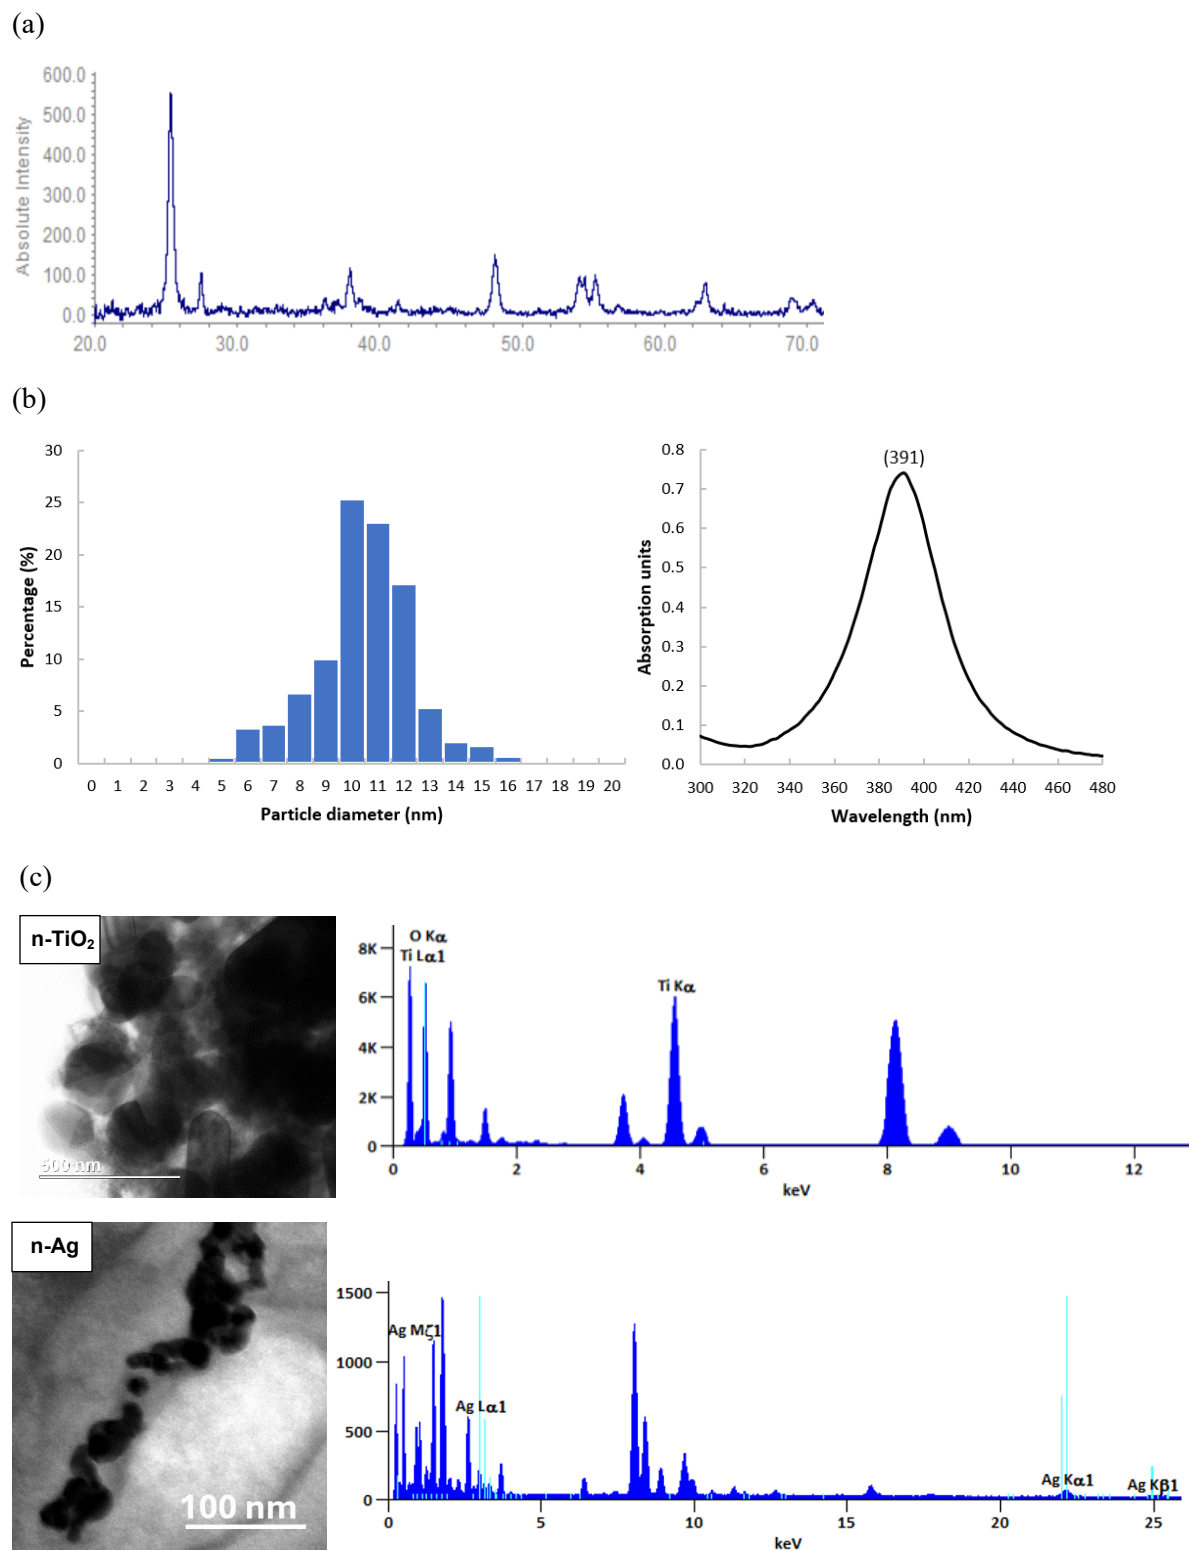 (a)
600.0
500.0
400.0
300.0
200.0
100.0
0.0
Absolute Intensity
20.0 30.0 40.0 50.0 60.0 70.0
(b)
30
25
20
15
10
5
0
Percentage (%)
0 1 2 3 4 5 6 7 8 9 10 11 12 13 14 15 16 17 18 19 20
Particle diameter (nm)
0.8
0.7
0.6
0.5
0.4
0.3
0.2
0.1
0.0
Absorption units
(391)
300 320 340 360 380 400 420 440 460 480
Wavelength (nm)
(c)
n-TiO₂
500 nm
8K
6K
4K
2K
0
O Kα
Ti Lα1
Ti Kα
0 2 4 6 8 10 12
keV
n-Ag
100 nm
1500
1000
500
0
Ag Mζ1
Ag Lα1
Ag Kα1
Ag Kβ1
0 5 10 15 20 25
keV